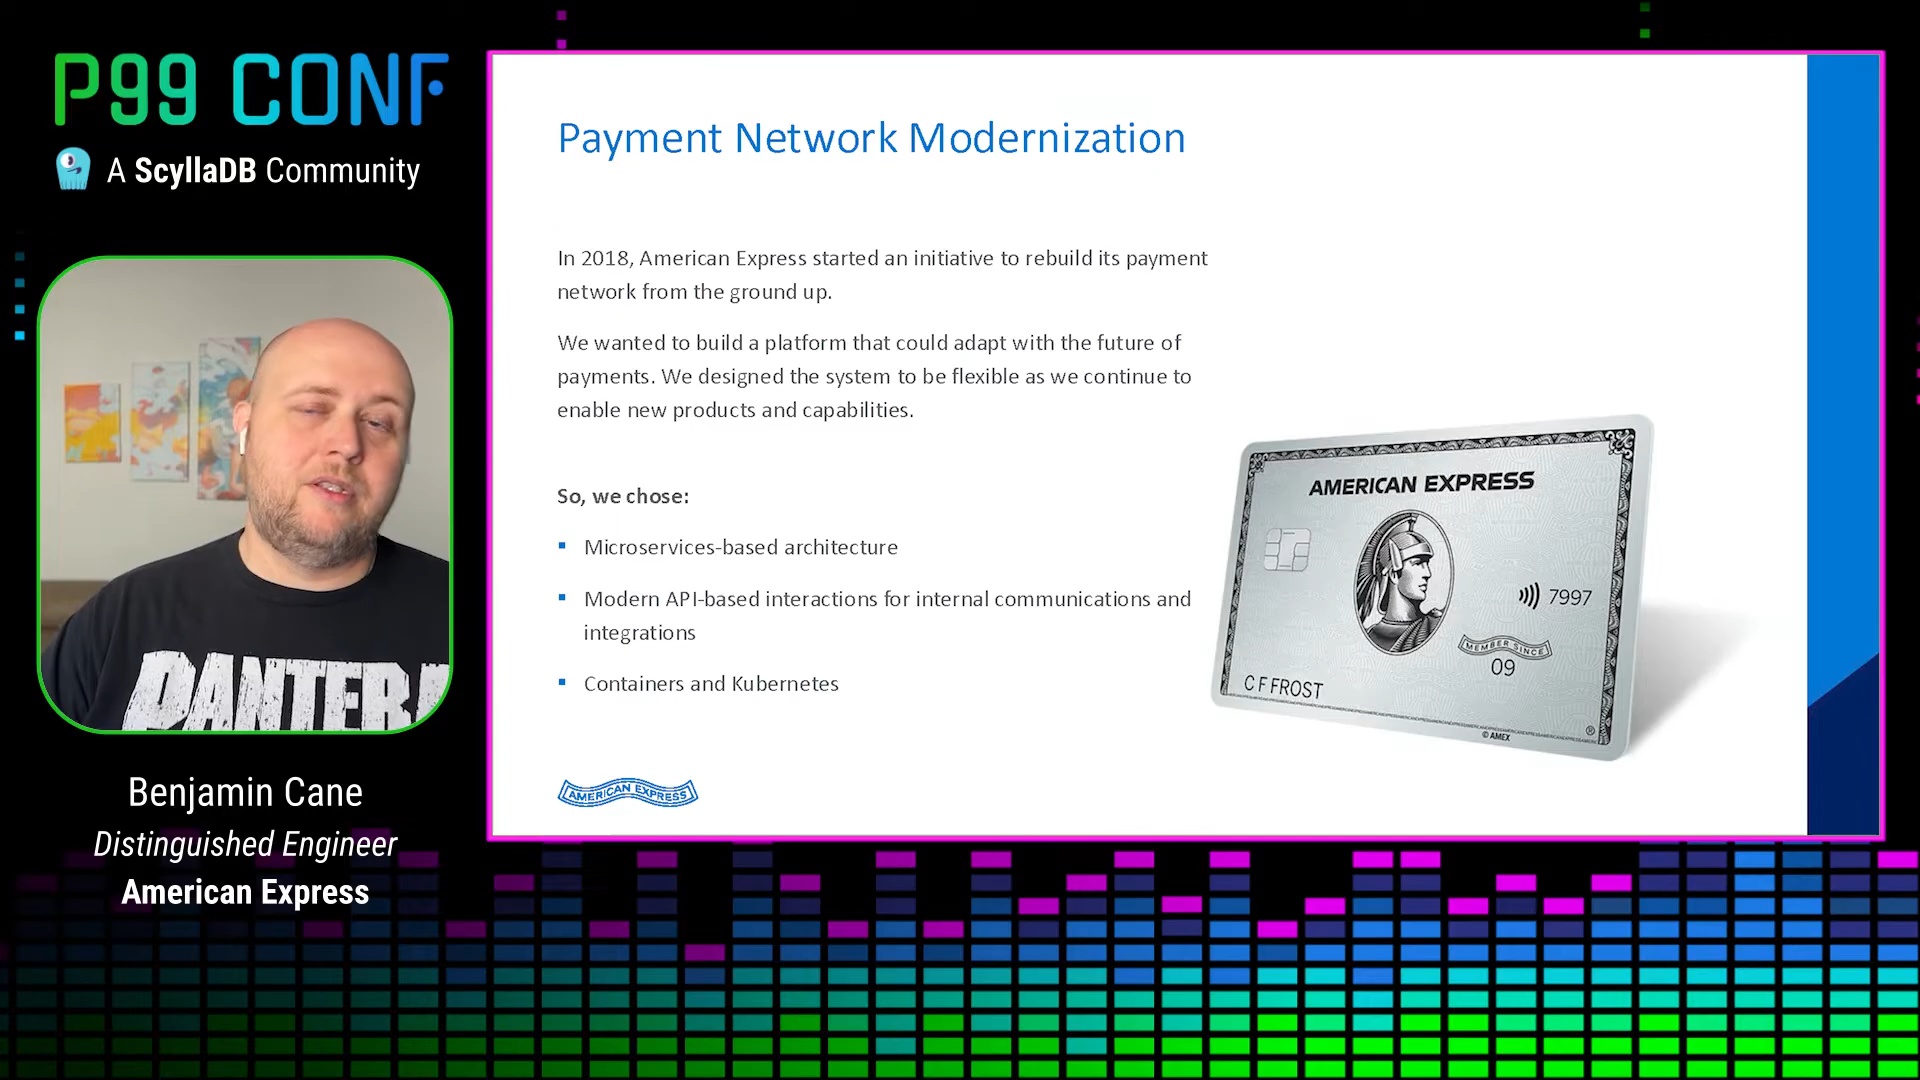 P99 CONF
A ScyllaDB Community
PANTERA
Benjamin Cane
Distinguished Engineer
American Express
Payment Network Modernization
In 2018, American Express started an initiative to rebuild its payment
network from the ground up.
We wanted to build a platform that could adapt with the future of
payments. We designed the system to be flexible as we continue to
enable new products and capabilities.
So, we chose:
Microservices-based architecture
Modern API-based interactions for internal communications and
integrations
Containers and Kubernetes
AMERICAN EXPRESS
AMERICAN EXPRESS
7997
MEMBER SINCE
09
C F FROST
© AMEX
®